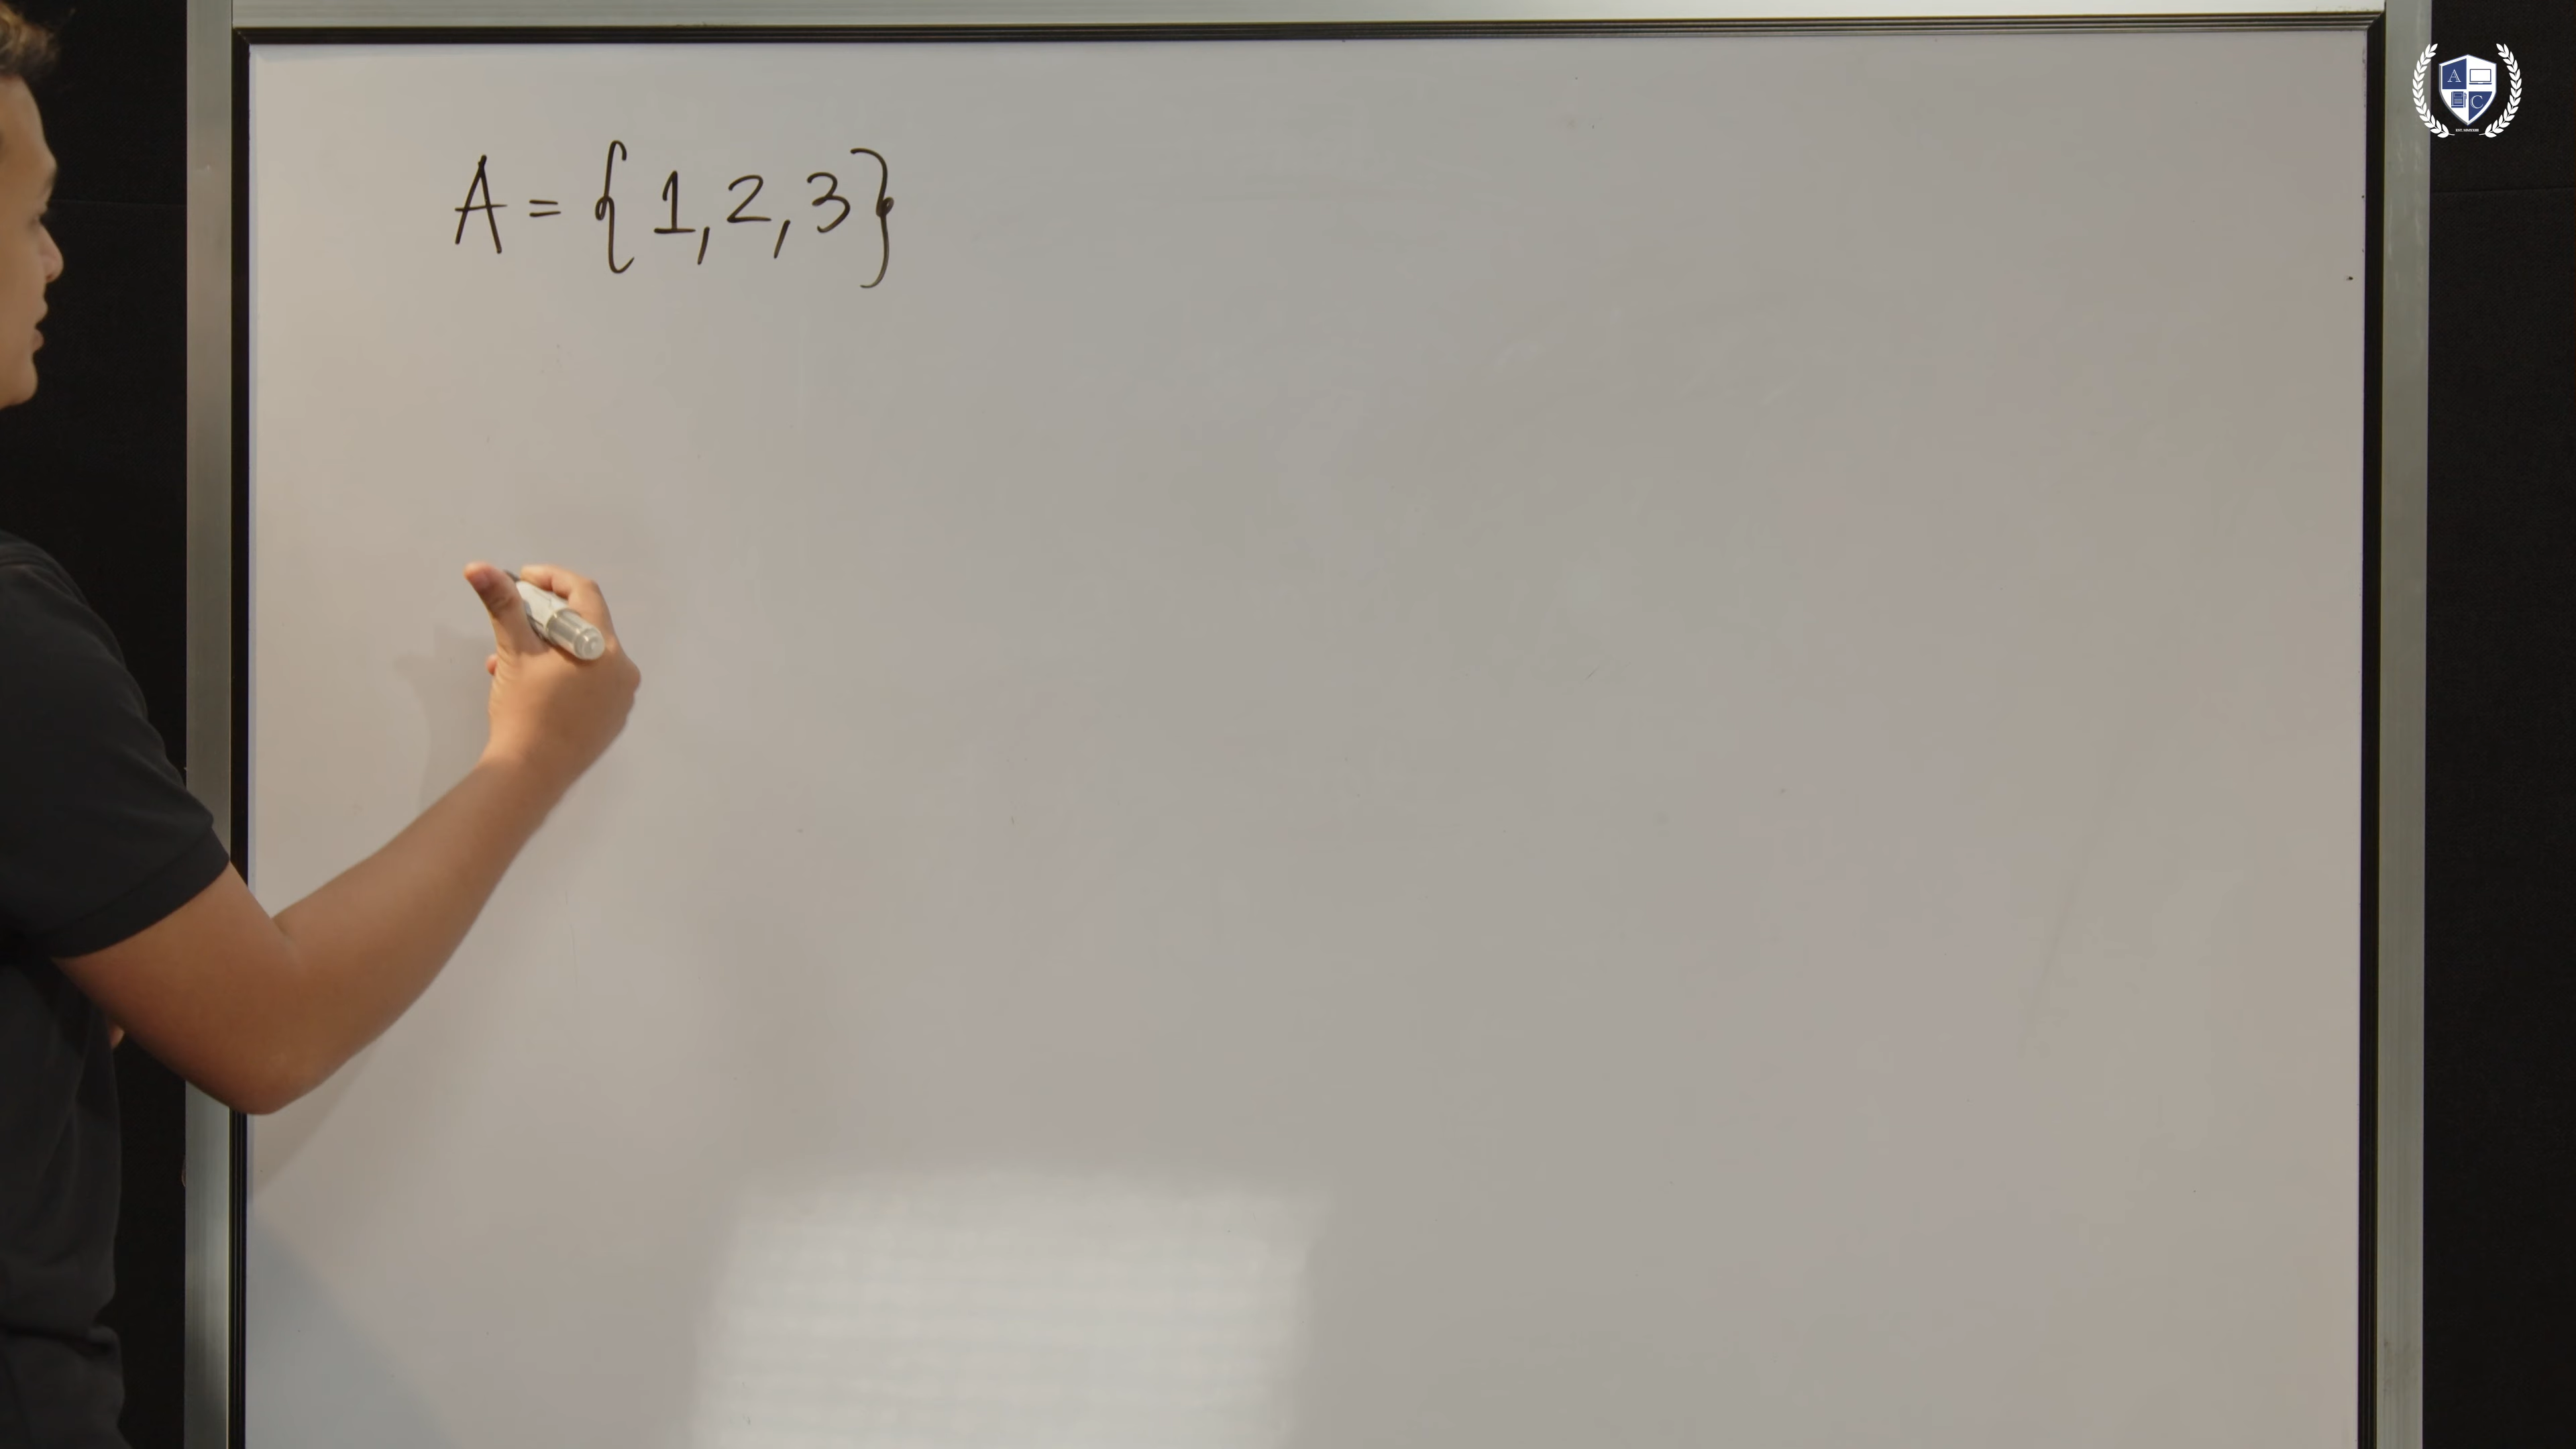 A = { 1, 2, 3}
A
C